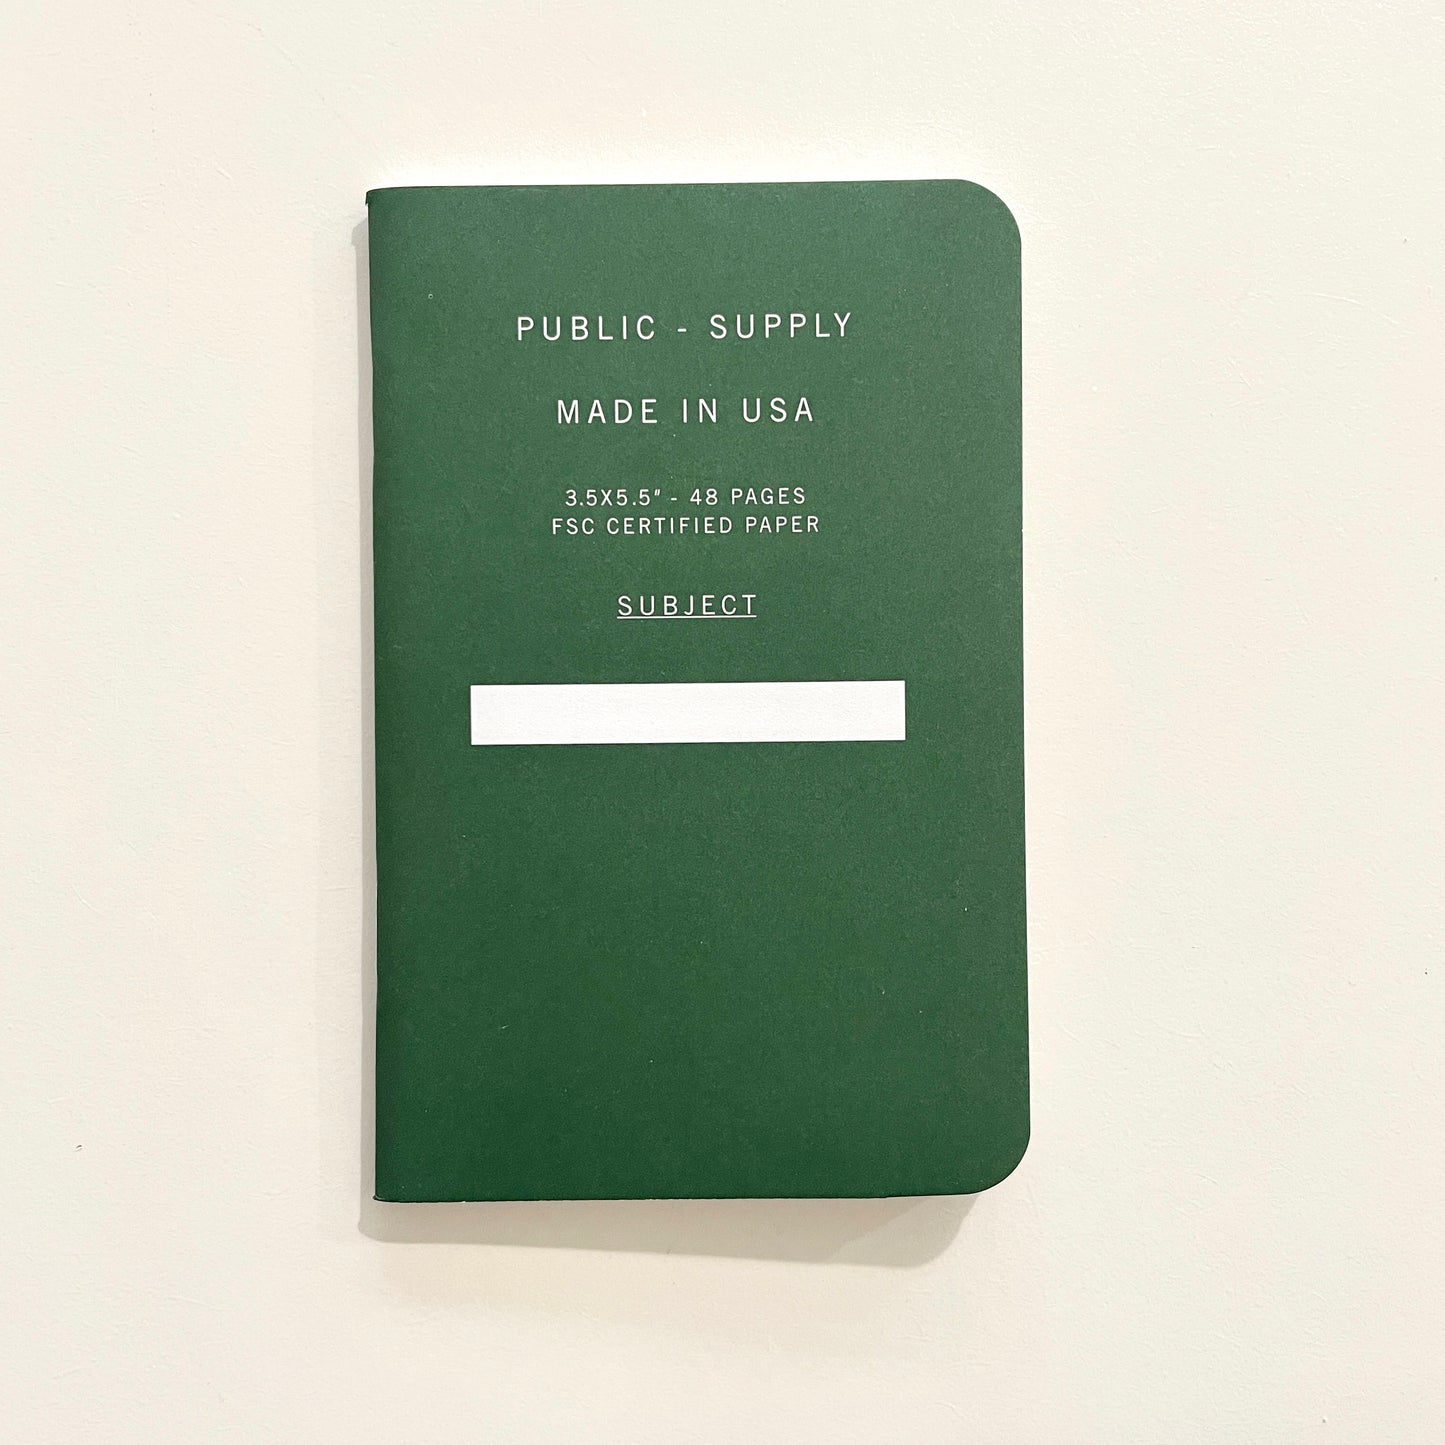 PUBLIC - SUPPLY
MADE IN USA
3.5X5.5" - 48 PAGES
FSC CERTIFIED PAPER
SUBJECT